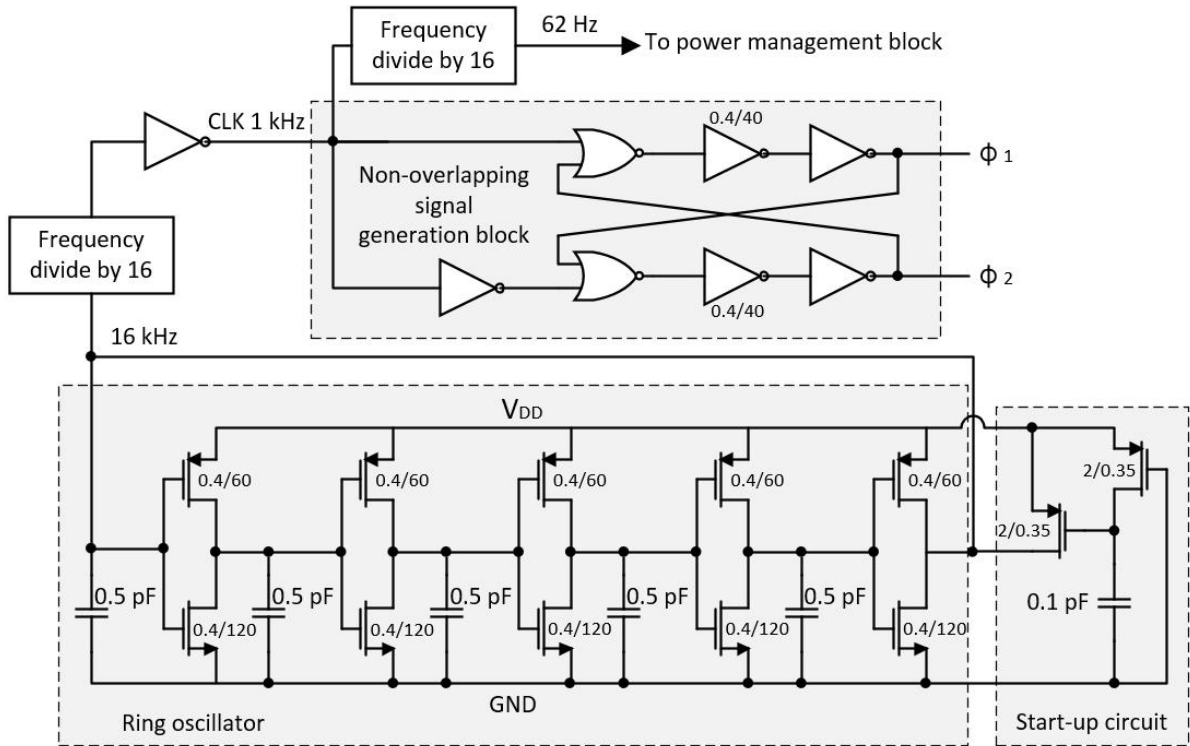 Frequency
divide by 16
62 Hz
To power management block
CLK 1 kHz
0.4/40
Φ 1
Non-overlapping
signal
generation block
Frequency
divide by 16
Φ 2
0.4/40
16 kHz
VDD
0.4/60
0.4/60
0.4/60
0.4/60
0.4/60
2/0.35
2/0.35
0.5 pF
0.5 pF
0.5 pF
0.5 pF
0.5 pF
0.1 pF
0.4/120
0.4/120
0.4/120
0.4/120
0.4/120
GND
Ring oscillator
Start-up circuit